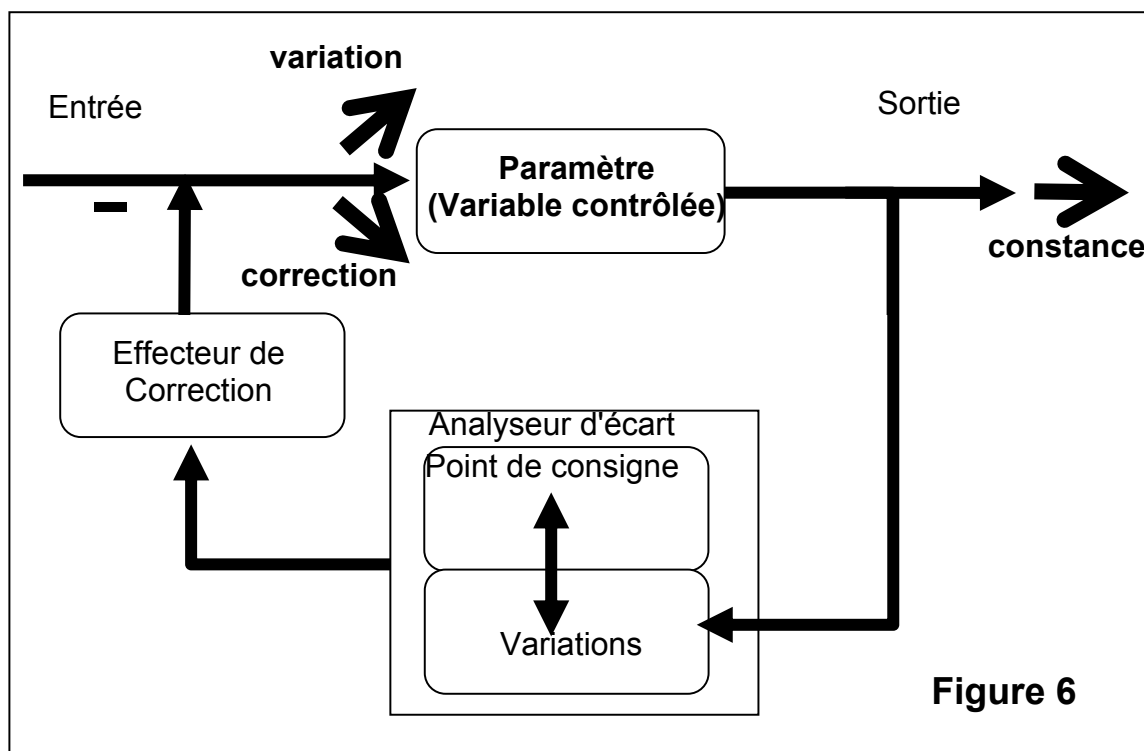 variation
Entrée
Sortie
Paramètre
(Variable contrôlée)
constance
correction
Effecteur de
Correction
Analyseur d'écart
Point de consigne
Variations
Figure 6